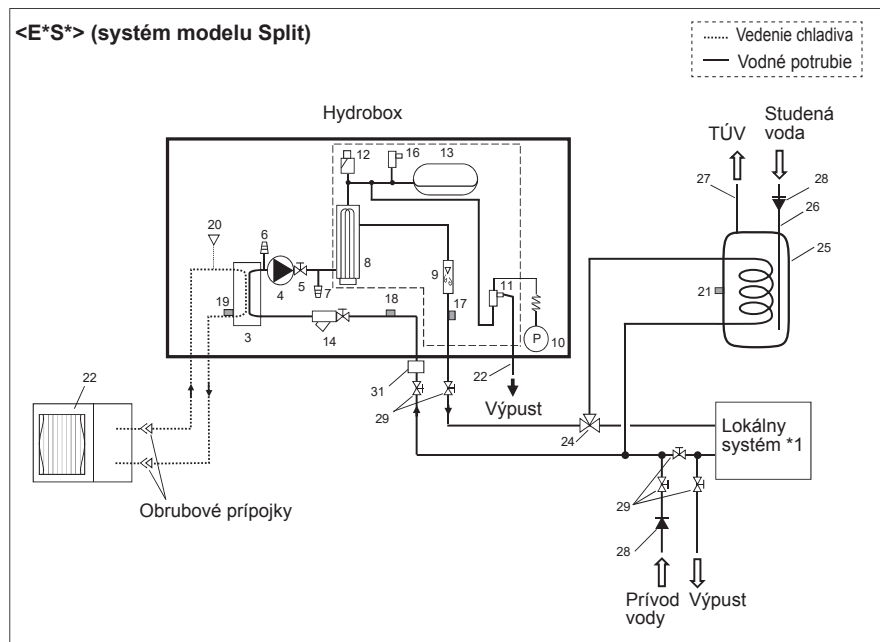 <E*S*> (systém modelu Split)
Vedenie chladiva
Vodné potrubie
Hydrobox
TÚV
Studená
voda
12
16
13
27
28
26
20
6
25
8
9
4
5
7
11
21
19
17
18
3
14
P
10
22
31
22
29
Výpust
24
Lokálny
systém *1
Obrubové prípojky
29
28
Prívod
vody
Výpust